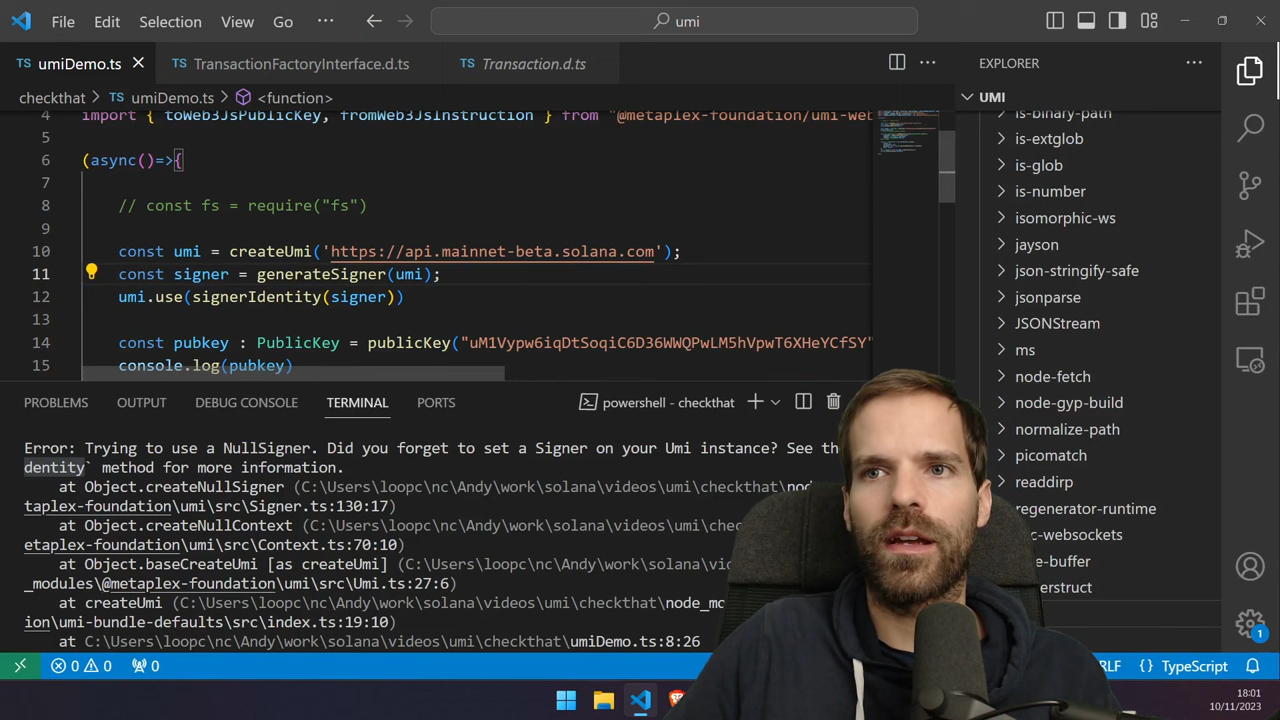 File Edit Selection View Go ··· umi
TS umiDemo.ts TS TransactionFactoryInterface.d.ts TS Transaction.d.ts EXPLORER
checkthat > TS umiDemo.ts > <function> UMI
4 import { toWeb3JsPublicKey, fromWeb3JsInstruction } from "@metaplex-foundation/umi-web
5
6 (async()=>{
7
8 // const fs = require("fs")
9
10 const umi = createUmi('https://api.mainnet-beta.solana.com');
11 const signer = generateSigner(umi);
12 umi.use(signerIdentity(signer))
13
14 const pubkey : PublicKey = publicKey("uM1Vypw6iqDtSoqiC6D36WWQPwLM5hVpwT6XHeYCfSY"
15 console.log(pubkey)
is-binary-path
is-extglob
is-glob
is-number
isomorphic-ws
jayson
json-stringify-safe
jsonparse
JSONStream
ms
node-fetch
node-gyp-build
normalize-path
picomatch
readdirp
regenerator-runtime
c-websockets
e-buffer
erstruct
PROBLEMS OUTPUT DEBUG CONSOLE TERMINAL PORTS powershell - checkthat
Error: Trying to use a NullSigner. Did you forget to set a Signer on your Umi instance? See the
dentity` method for more information.
at Object.createNullSigner (C:\Users\loopc\nc\Andy\work\solana\videos\umi\checkthat\nod
taplex-foundation\umi\src\Signer.ts:130:17)
at Object.createNullContext (C:\Users\loopc\nc\Andy\work\solana\videos\umi\che
etaplex-foundation\umi\src\Context.ts:70:10)
at Object.baseCreateUmi [as createUmi] (C:\Users\loopc\nc\Andy\work\solana\vid
_modules\@metaplex-foundation\umi\src\Umi.ts:27:6)
at createUmi (C:\Users\loopc\nc\Andy\work\solana\videos\umi\checkthat\node_mo
ion\umi-bundle-defaults\src\index.ts:19:10)
at C:\Users\loopc\nc\Andy\work\solana\videos\umi\checkthat\umiDemo.ts:8:26
0 0 0 RLF {} TypeScript 1
18:01
10/11/2023